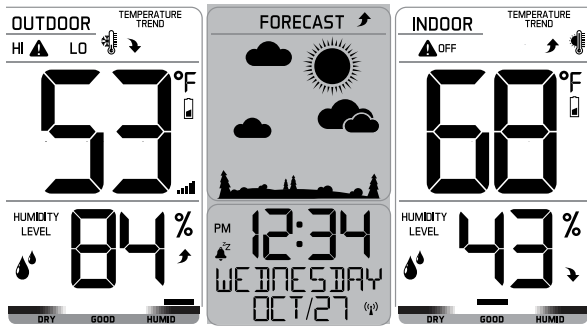 OUTDOOR
TEMPERATURE
TREND
HI LO
53 °F
HUMIDITY
LEVEL
84 %
DRY GOOD HUMID
FORECAST
PM 12:34
Z
WEDNESDAY
OCT/27
INDOOR
TEMPERATURE
TREND
OFF
68 °F
HUMIDITY
LEVEL
43 %
DRY GOOD HUMID